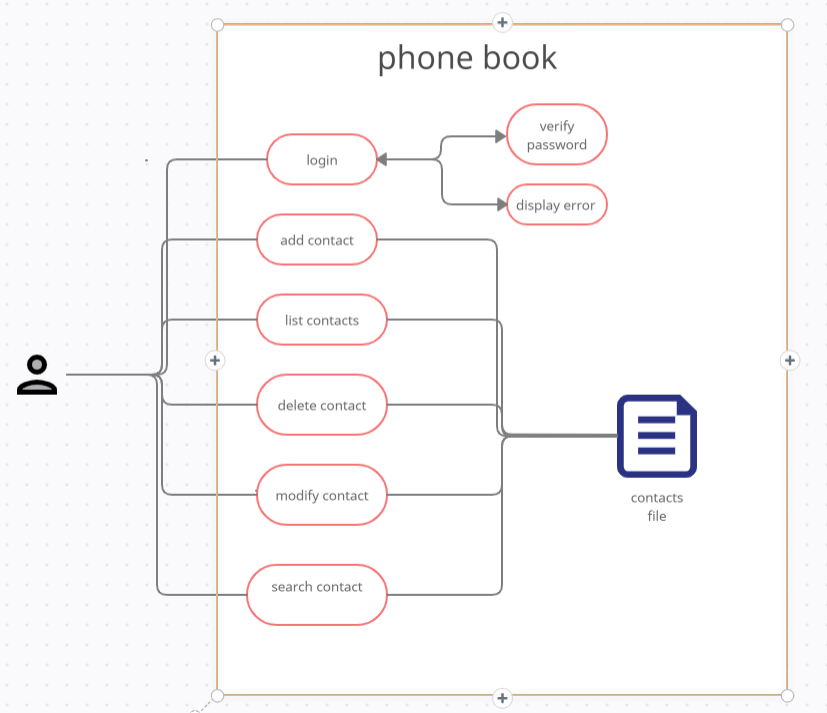 phone book
verify
password
login
display error
add contact
list contacts
delete contact
modify contact
contacts
file
search contact